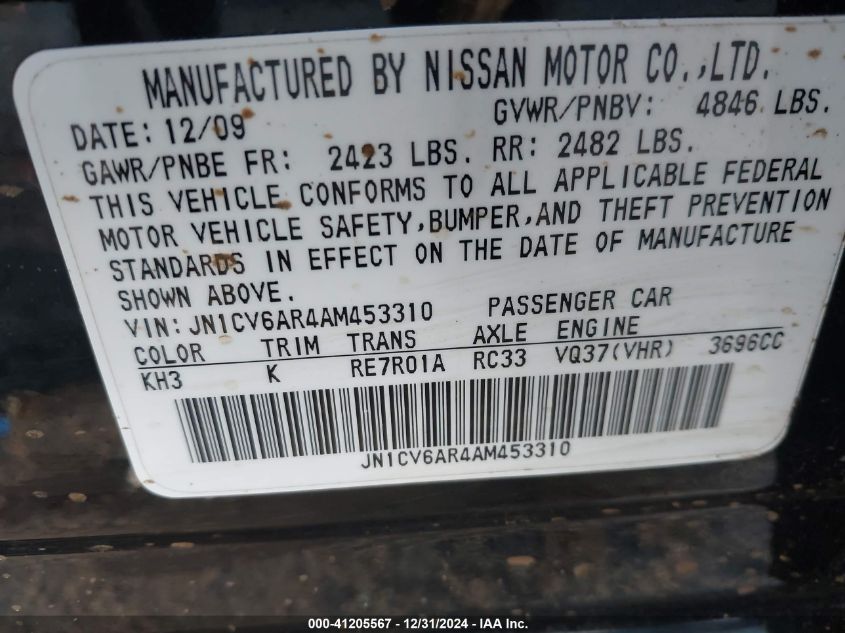 MANUFACTURED BY NISSAN MOTOR CO.,LTD.
DATE: 12/09 GVWR/PNBV: 4846 LBS.
GAWR/PNBE FR: 2423 LBS. RR: 2482 LBS.
THIS VEHICLE CONFORMS TO ALL APPLICABLE FEDERAL
MOTOR VEHICLE SAFETY,BUMPER,AND THEFT PREVENTION
STANDARDS IN EFFECT ON THE DATE OF MANUFACTURE
SHOWN ABOVE.
VIN:JN1CV6AR4AM453310 PASSENGER CAR
COLOR TRIM TRANS AXLE ENGINE
KH3 K RE7R01A RC33 VQ37(VHR) 3696CC
JN1CV6AR4AM453310
000-41205567 - 12/31/2024 - IAA Inc.